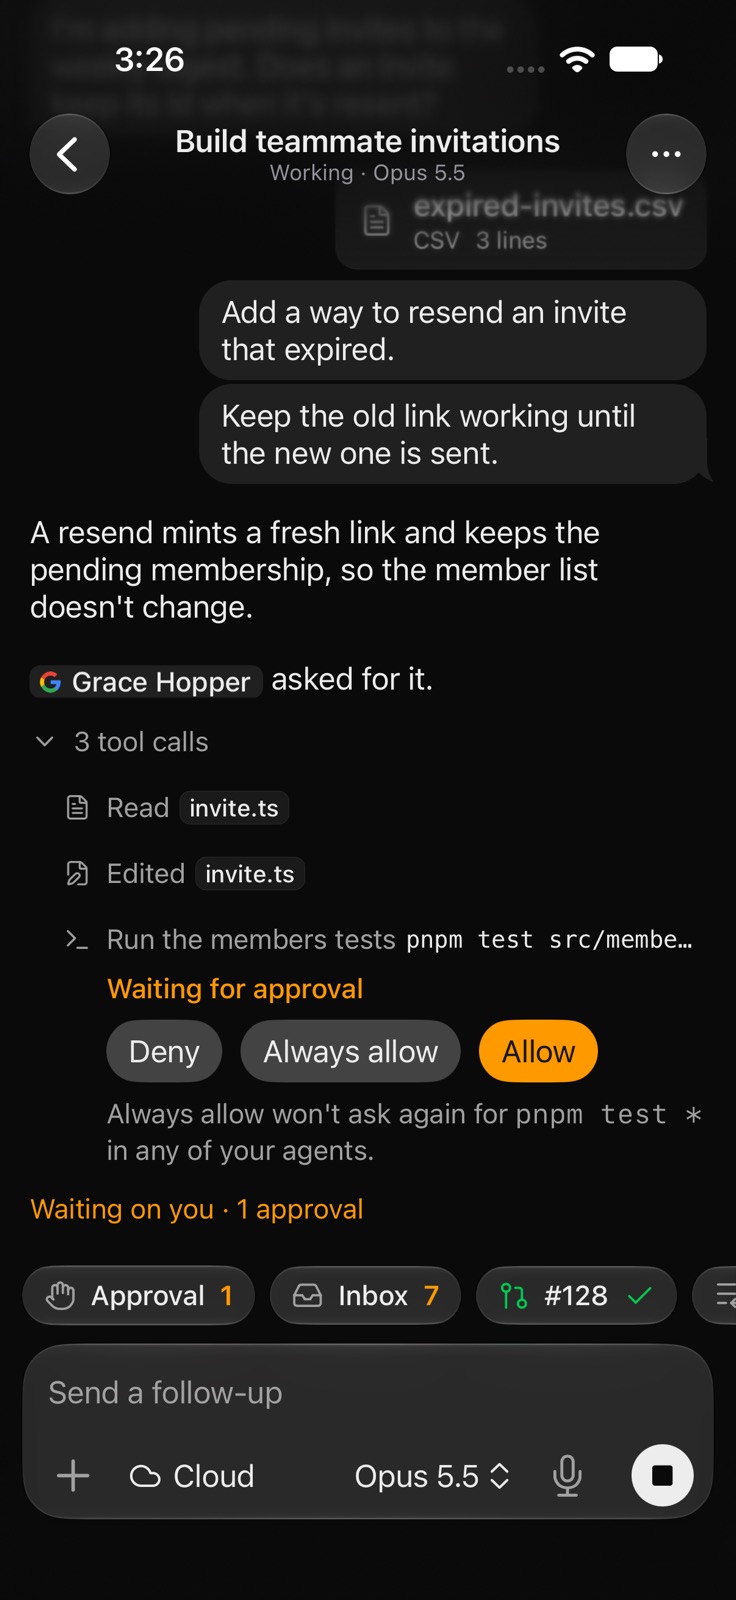 3:26
Build teammate invitations
Working · Opus 5.5
expired-invites.csv
CSV 3 lines
Add a way to resend an invite
that expired.
Keep the old link working until
the new one is sent.
A resend mints a fresh link and keeps the
pending membership, so the member list
doesn't change.
Grace Hopper asked for it.
3 tool calls
Read invite.ts
Edited invite.ts
Run the members tests pnpm test src/membe…
Waiting for approval
Deny
Always allow
Allow
Always allow won't ask again for pnpm test *
in any of your agents.
Waiting on you · 1 approval
Approval 1
Inbox 7
#128
Send a follow-up
Cloud
Opus 5.5